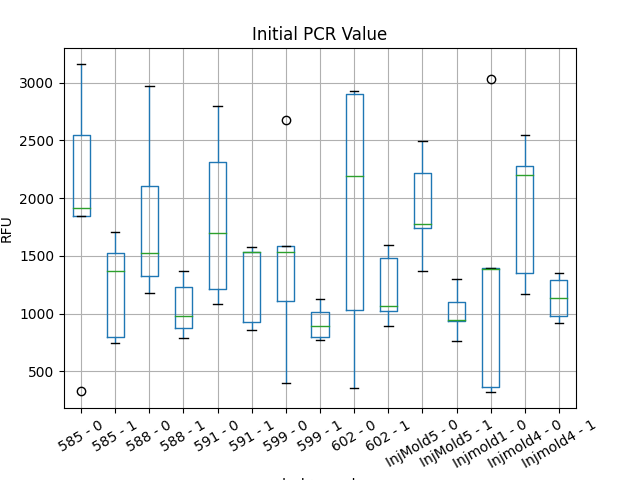 Initial PCR Value
3000
2500
2000
1500
1000
500
RFU
585 - 0
585 - 1
588 - 0
588 - 1
591 - 0
591 - 1
599 - 0
599 - 1
602 - 0
602 - 1
InjMold5 - 0
InjMold5 - 1
Injmold1 - 0
Injmold4 - 0
Injmold4 - 1